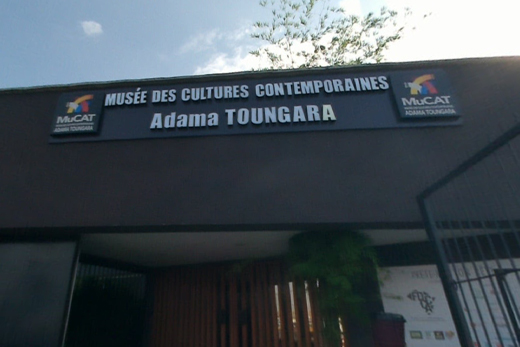 MUSÉE DES CULTURES CONTEMPORAINES
Adama TOUNGARA
MuCAT
ADAMA TOUNGARA
MuCAT
ADAMA TOUNGARA